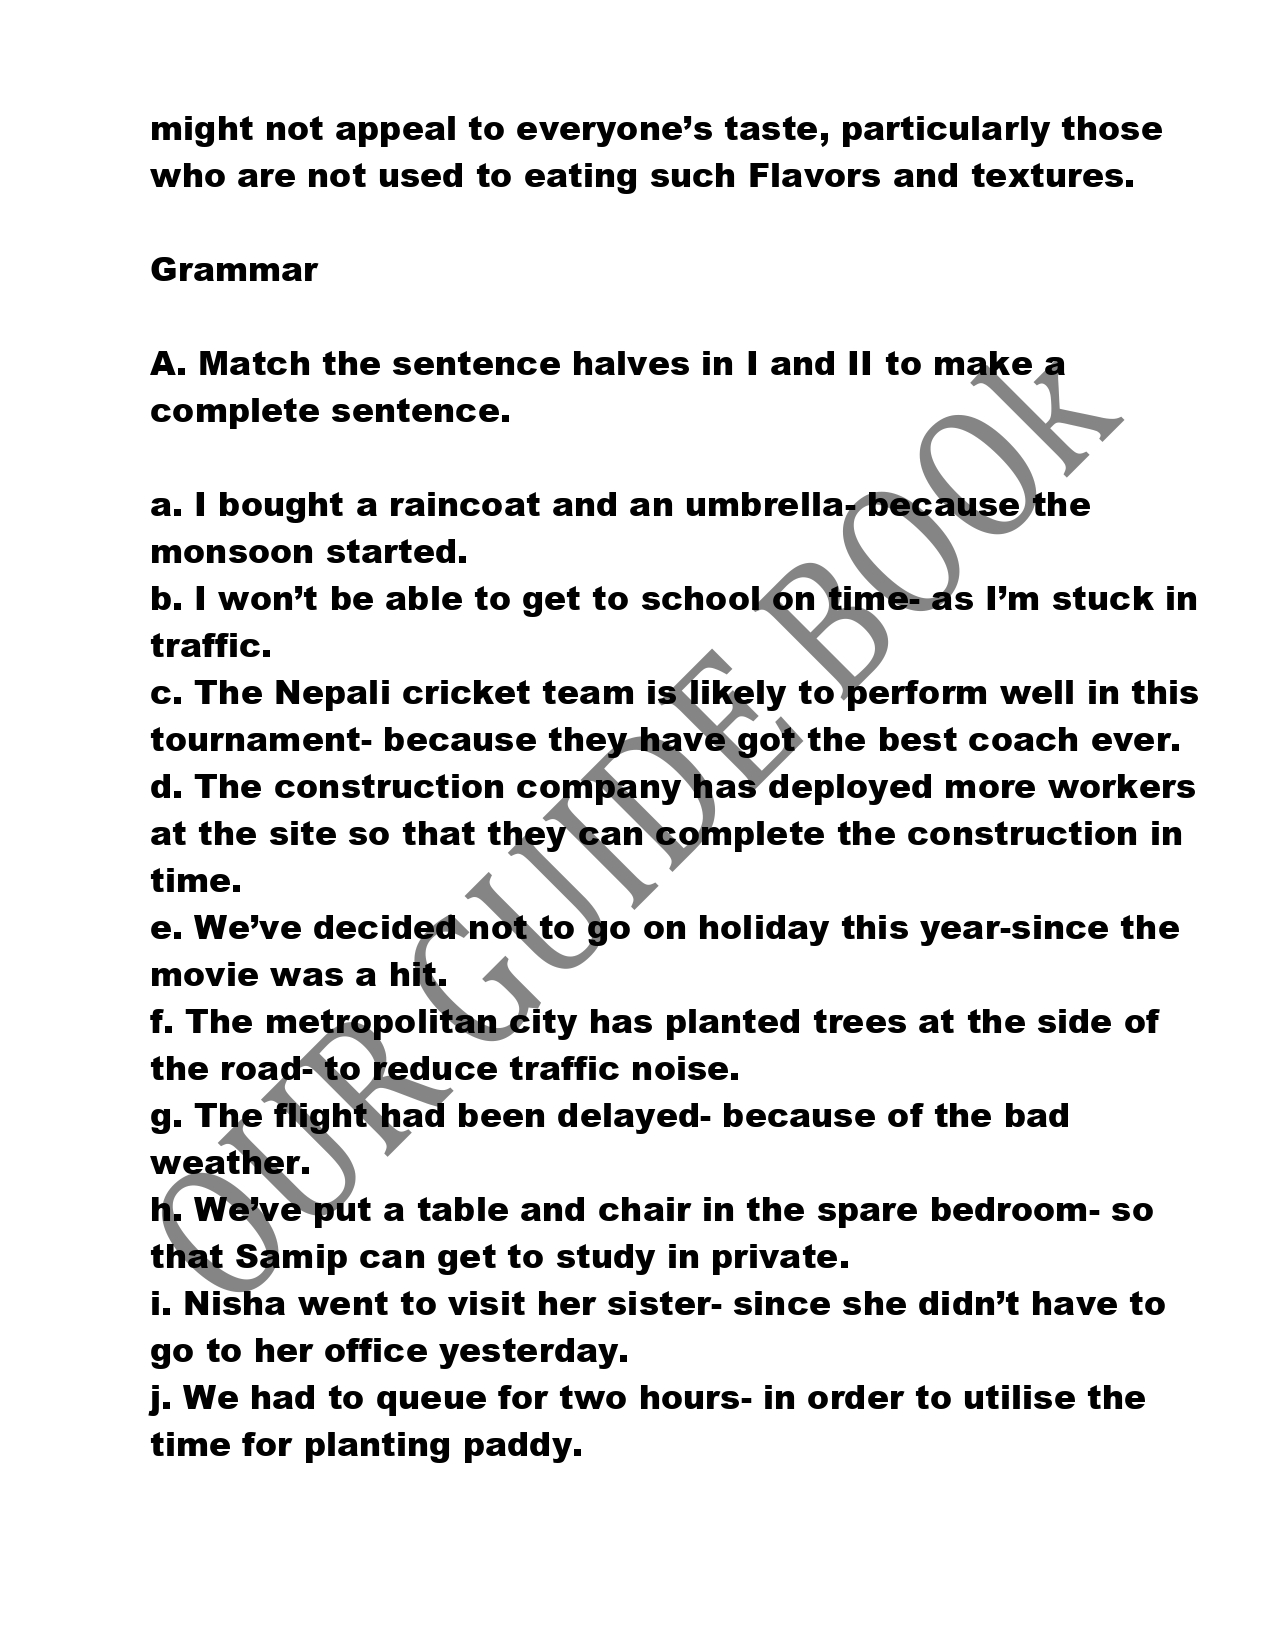 might not appeal to everyone’s taste, particularly those
who are not used to eating such Flavors and textures.
Grammar
A. Match the sentence halves in I and II to make a
complete sentence.
a. I bought a raincoat and an umbrella- because the
monsoon started.
b. I won’t be able to get to school on time- as I’m stuck in
traffic.
c. The Nepali cricket team is likely to perform well in this
tournament- because they have got the best coach ever.
d. The construction company has deployed more workers
at the site so that they can complete the construction in
time.
e. We’ve decided not to go on holiday this year-since the
movie was a hit.
f. The metropolitan city has planted trees at the side of
the road- to reduce traffic noise.
g. The flight had been delayed- because of the bad
weather.
h. We’ve put a table and chair in the spare bedroom- so
that Samip can get to study in private.
i. Nisha went to visit her sister- since she didn’t have to
go to her office yesterday.
j. We had to queue for two hours- in order to utilise the
time for planting paddy.
OUR GUIDE BOOk